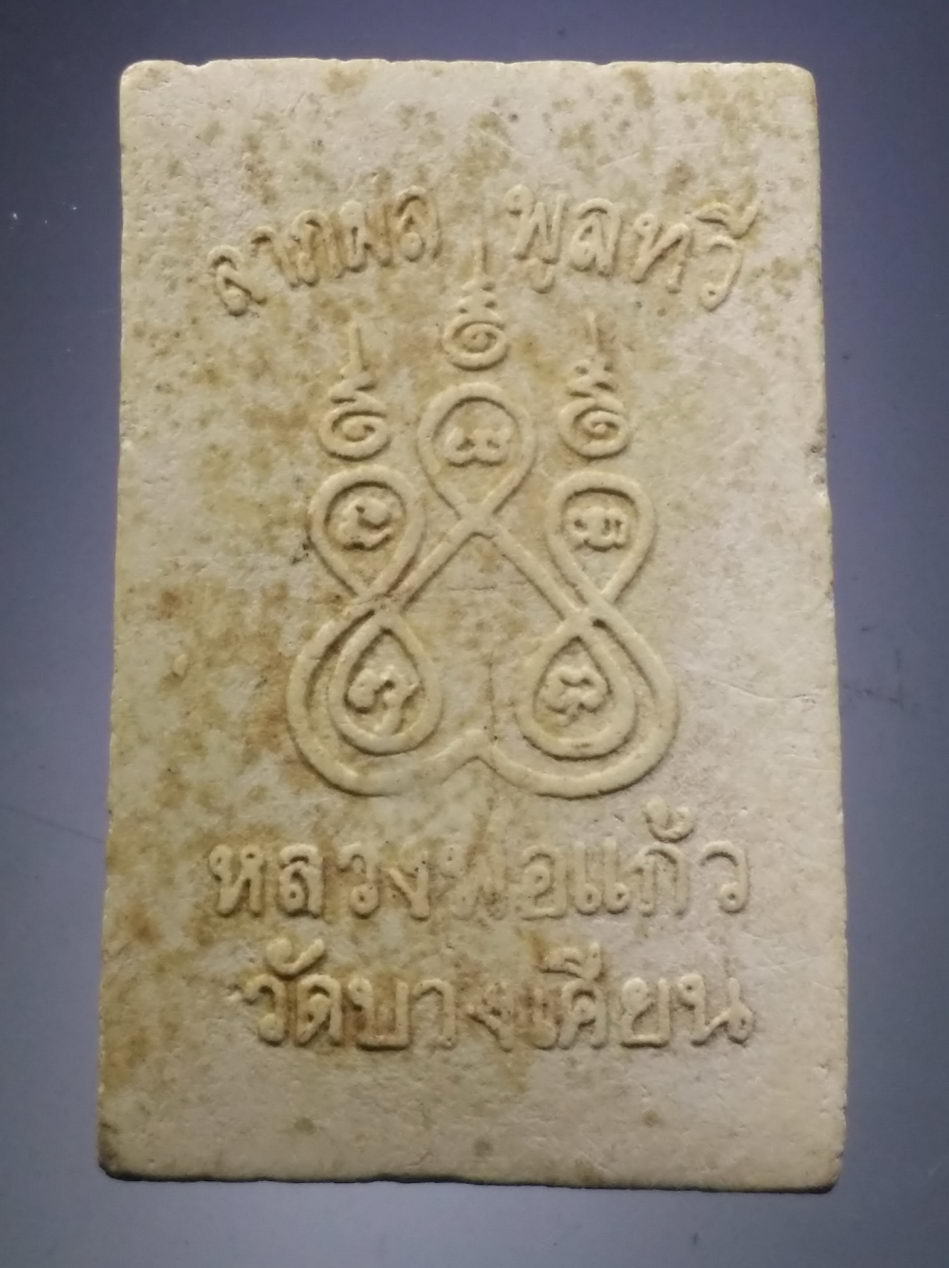 ลาภผล พูลทวี
หลวงพ่อแก้ว
วัดบางเคียน